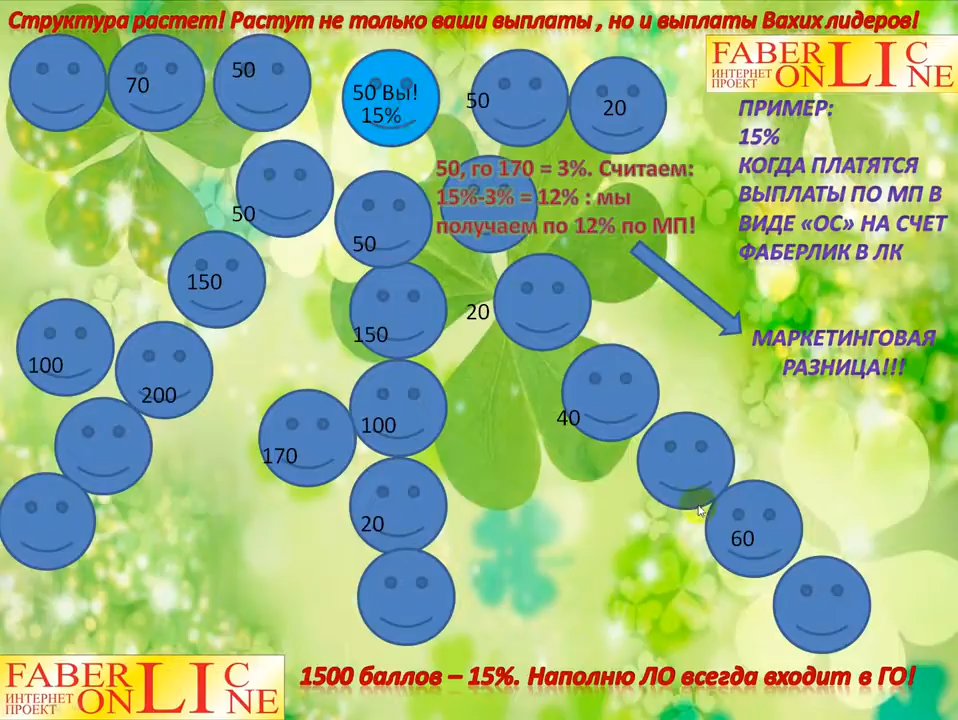 Структура растет! Растут не только ваши выплаты , но и выплаты Вахих лидеров!
FABERLIC
ИНТЕРНЕТ ПРОЕКТ ONLINE
70
50
50 Вы!
15%
50
20
ПРИМЕР:
15%
КОГДА ПЛАТЯТСЯ
ВЫПЛАТЫ ПО МП В
ВИДЕ «ОС» НА СЧЕТ
ФАБЕРЛИК В ЛК
50, го 170 = 3%. Считаем:
15%-3% = 12% : мы
получаем по 12% по МП!
50
50
150
20
150
МАРКЕТИНГОВАЯ
РАЗНИЦА!!!
100
200
40
100
170
20
60
FABERLIC
ИНТЕРНЕТ ПРОЕКТ ONLINE
1500 баллов – 15%. Наполню ЛО всегда входит в ГО!